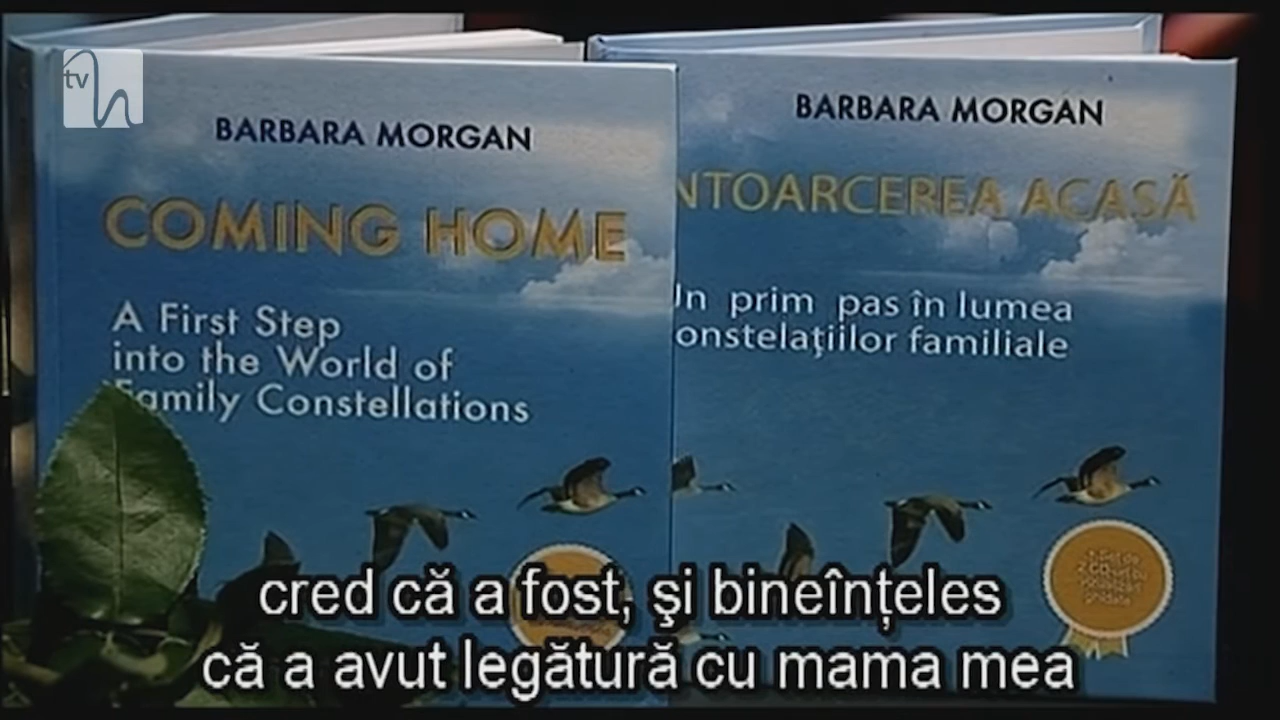 tv
BARBARA MORGAN
COMING HOME
A First Step
into the World of
Family Constellations
BARBARA MORGAN
NTOARCEREA ACASĂ
Un prim pas în lumea
onstelaţiilor familiale
cred că a fost, şi bineînţeles
că a avut legătură cu mama mea